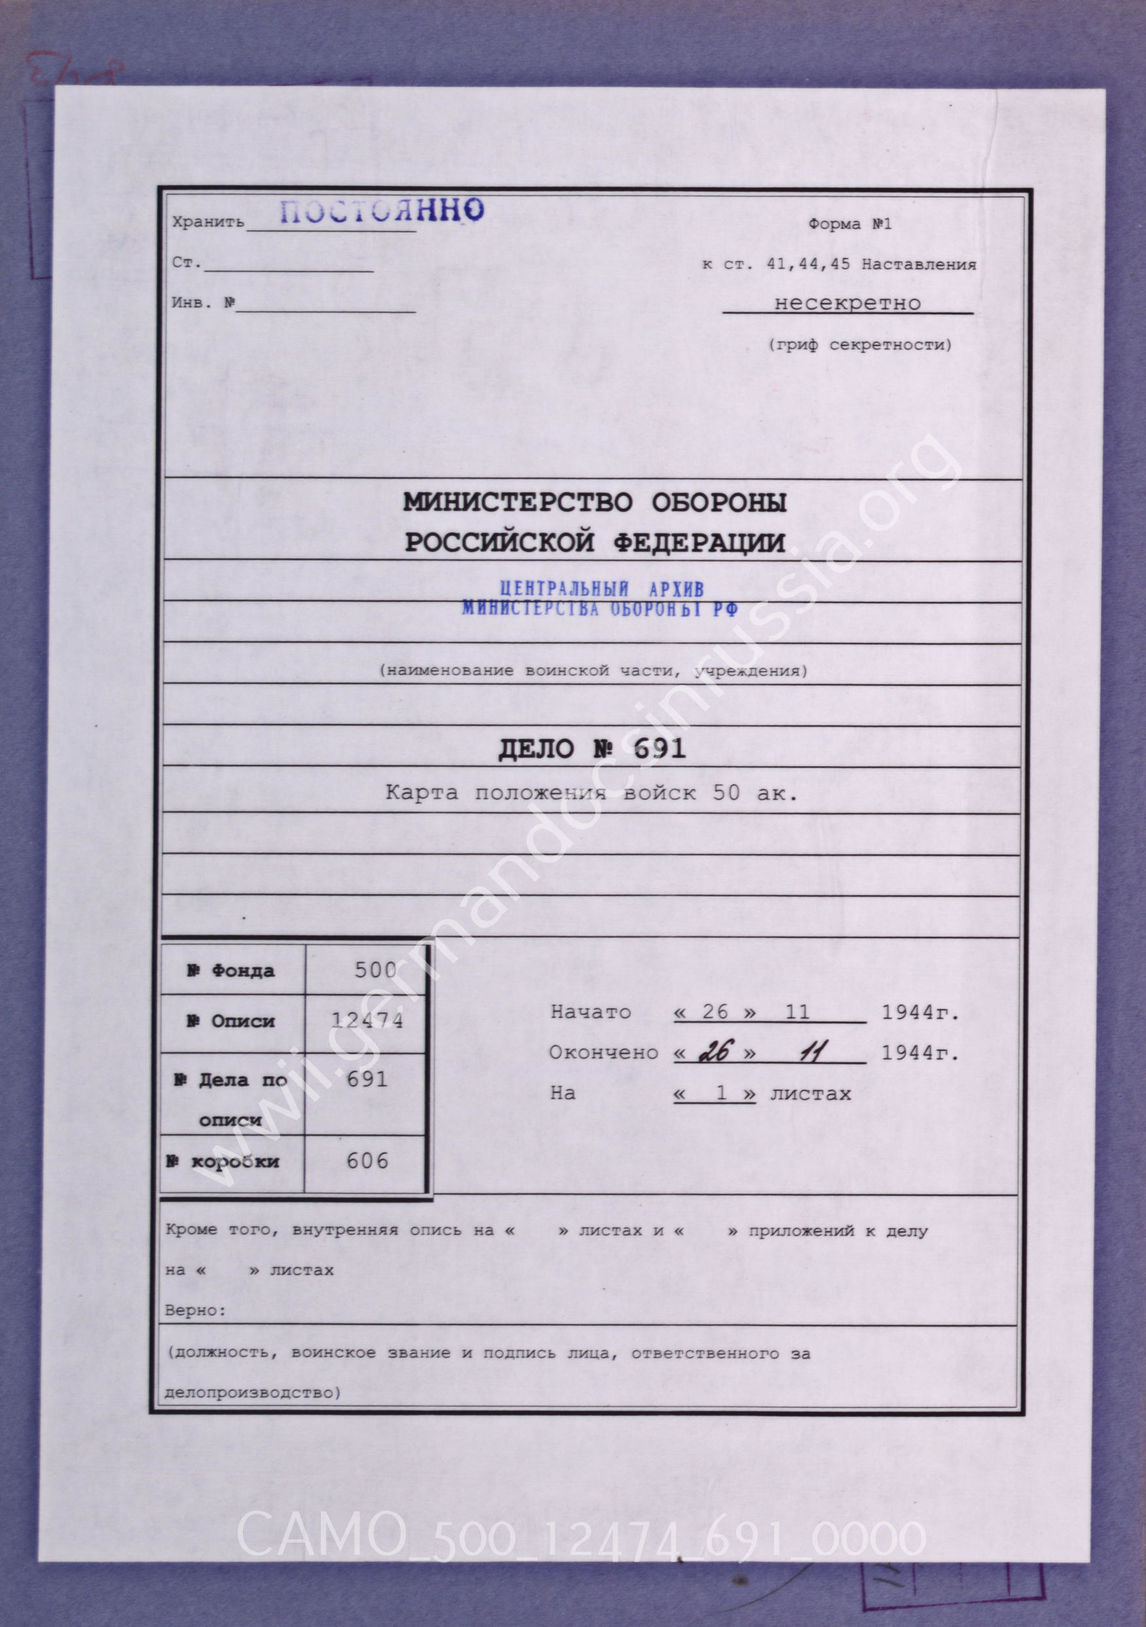 Хранить ПОСТОЯННО
Форма №1
Ст.
к ст. 41,44,45 Наставления
Инв. №
несекретно
(гриф секретности)
МИНИСТЕРСТВО ОБОРОНЫ
РОССИЙСКОЙ ФЕДЕРАЦИИ
ЦЕНТРАЛЬНЫЙ АРХИВ
МИНИСТЕРСТВА ОБОРОНЫ РФ
(наименование воинской части, учреждения)
ДЕЛО № 691
Карта положения войск 50 ак.
№ Фонда 500
№ Описи 12474
№ Дела по 691
описи
№ коробки 606
Начато « 26 » 11 1944г.
Окончено « 26 » 11 1944г.
На « 1 » листах
Кроме того, внутренняя опись на « » листах и « » приложений к делу
на « » листах
Верно:
(должность, воинское звание и подпись лица, ответственного за
делопроизводство)
wwii.germandocsinrussia.org
CAMO_500_12474_691_0000